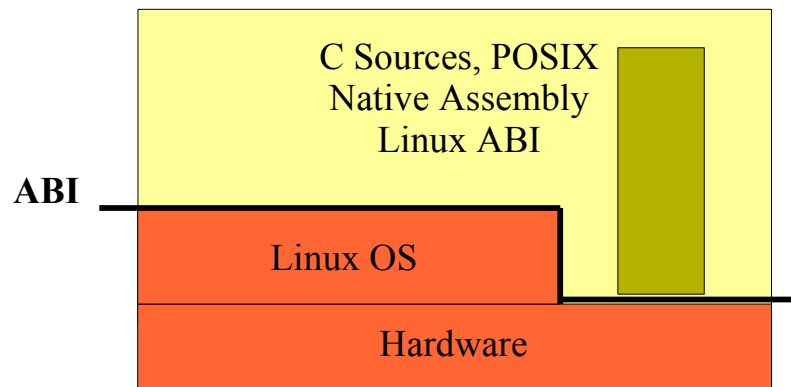 C Sources, POSIX
Native Assembly
Linux ABI
ABI
Linux OS
Hardware